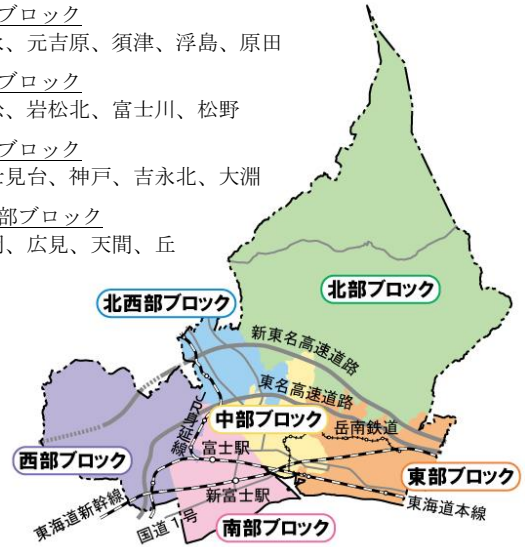 ブロック
、元吉原、須津、浮島、原田
ブロック
、岩松北、富士川、松野
ブロック
見台、神戸、吉永北、大淵
部ブロック
、広見、天間、丘
北西部ブロック
北部ブロック
新東名高速道路
東名高速道路
JR身延線
中部ブロック
岳南鉄道
富士駅
西部ブロック
東部ブロック
新富士駅
東海道新幹線
国道1号
東海道本線
南部ブロック